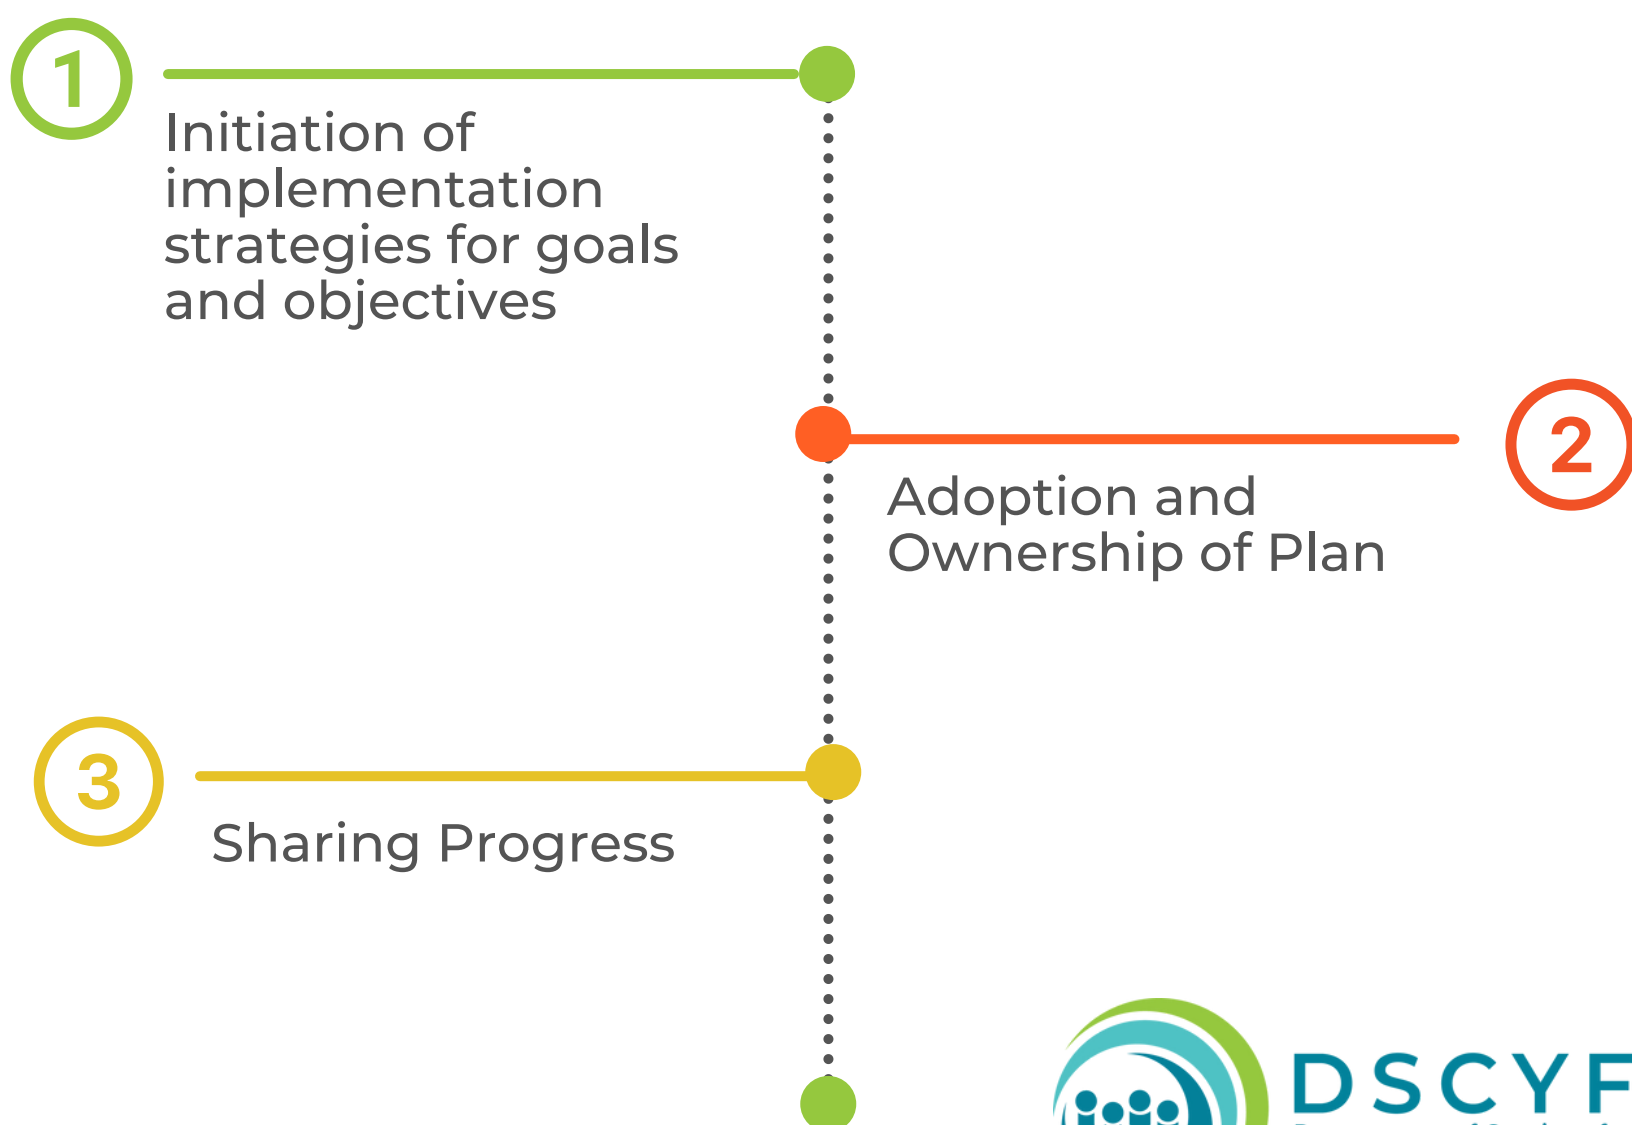 1
Initiation of
implementation
strategies for goals
and objectives
2
Adoption and
Ownership of Plan
3
Sharing Progress
DSCYF